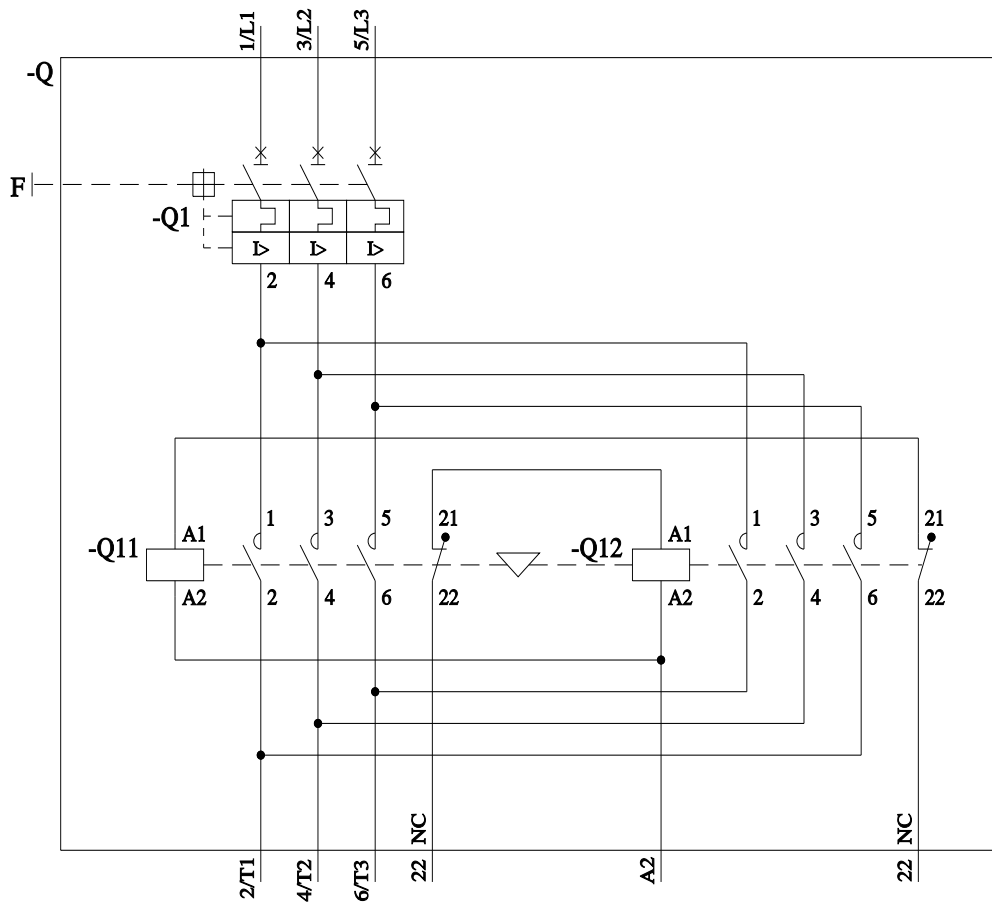 1/L1 3/L2 5/L3
-Q
F
-Q1
I> I> I>
2 4 6
1 3 5 21 1 3 5 21
-Q11 A1 -Q12 A1
A2 2 4 6 22 A2 2 4 6 22
NC NC
2/T1 4/T2 6/T3 22 A2 22